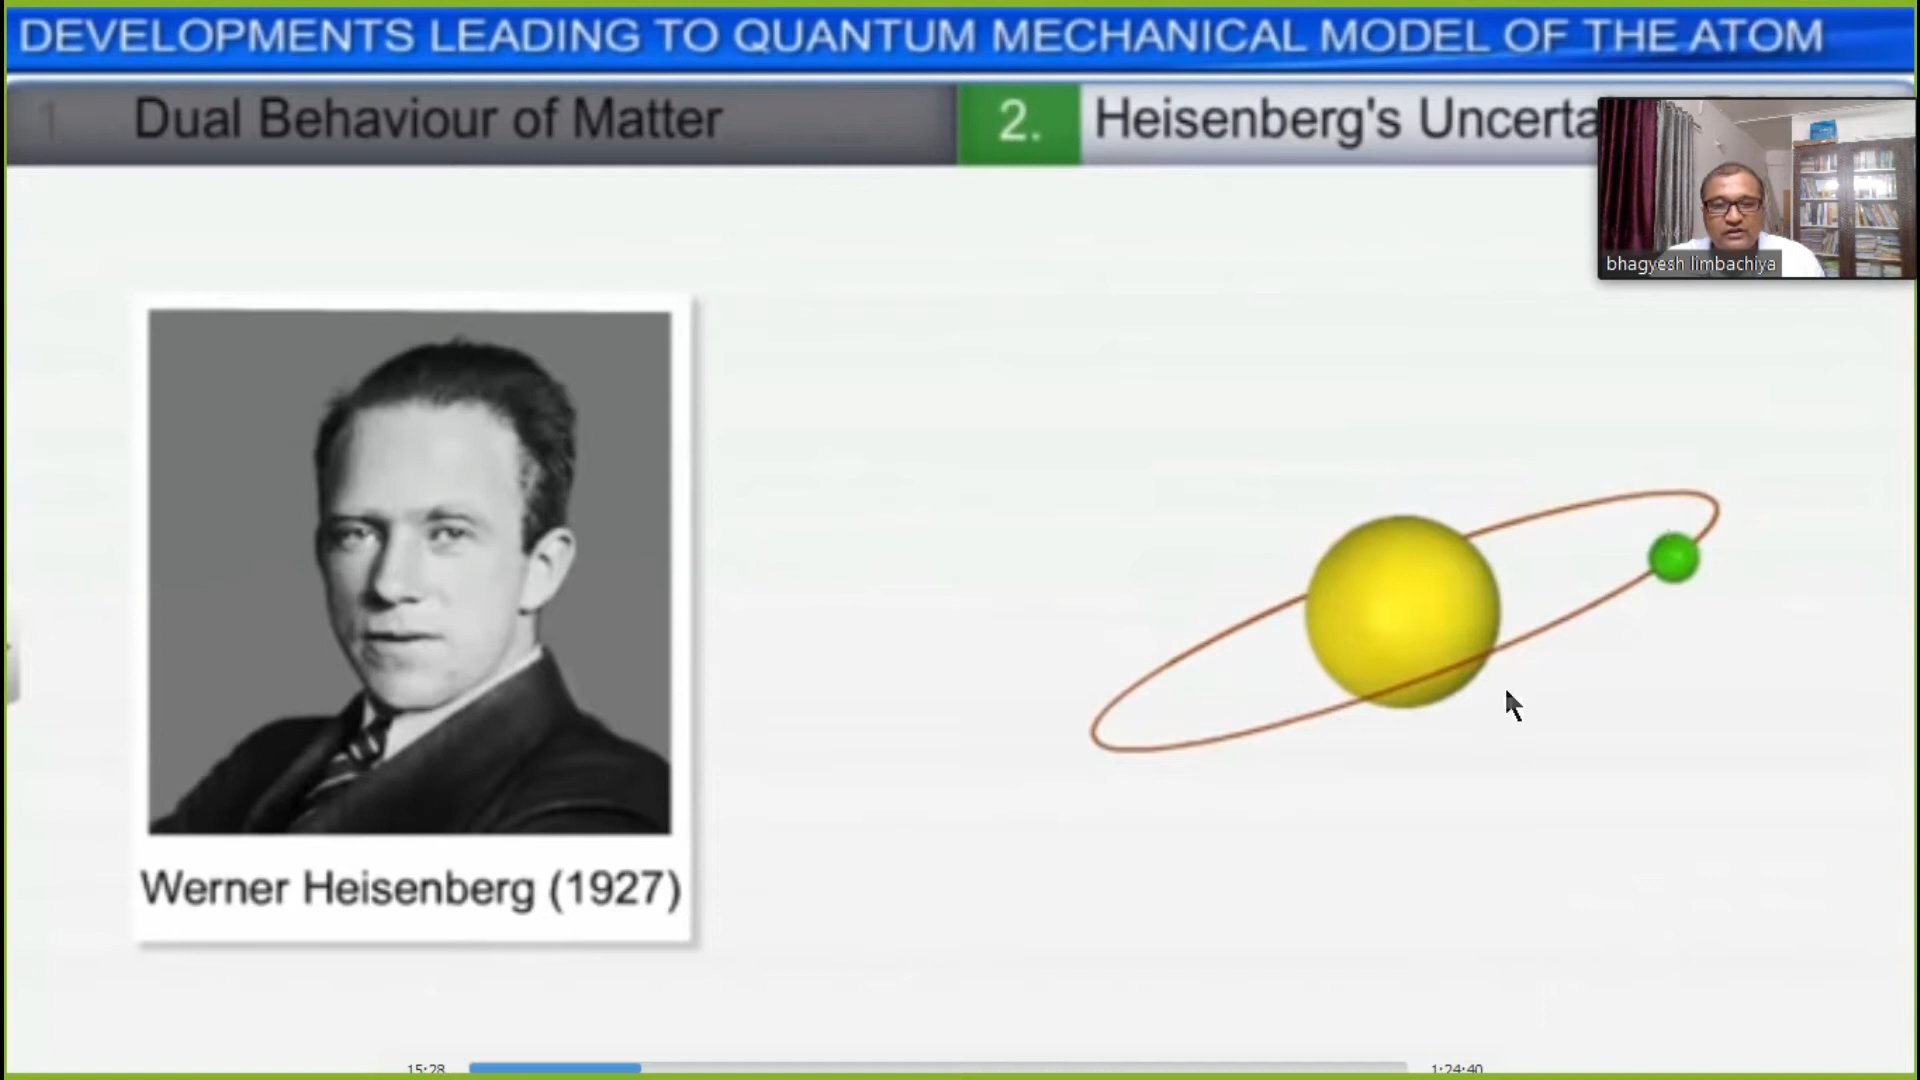 DEVELOPMENTS LEADING TO QUANTUM MECHANICAL MODEL OF THE ATOM
1 Dual Behaviour of Matter
2. Heisenberg's Uncerta
bhagyesh limbachiya
Werner Heisenberg (1927)
15:28
1:24:40